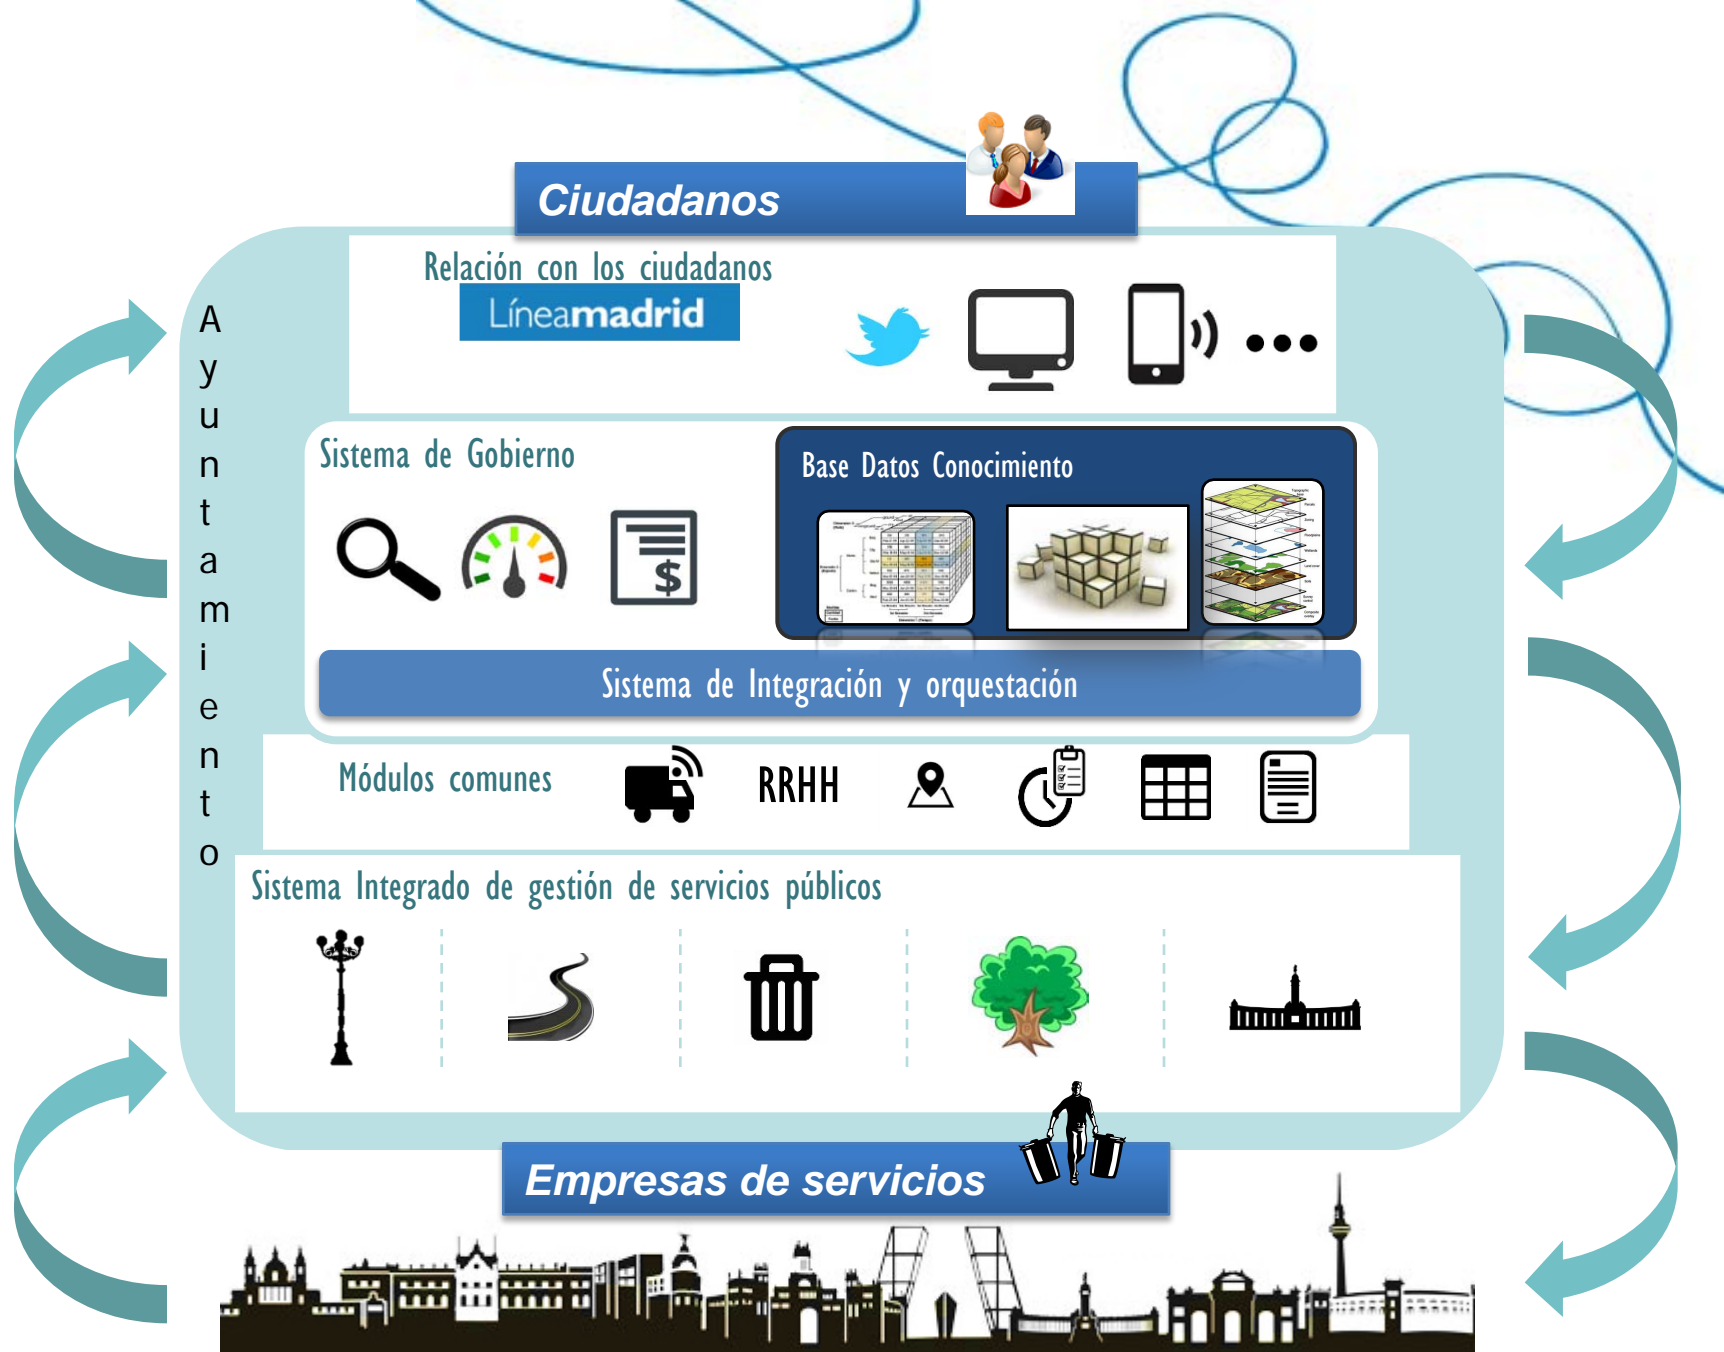 Ciudadanos
Relación con los ciudadanos
Líneamadrid
Ayuntamiento
Sistema de Gobierno
Base Datos Conocimiento
$
Sistema de Integración y orquestación
Módulos comunes
RRHH
Sistema Integrado de gestión de servicios públicos
Empresas de servicios